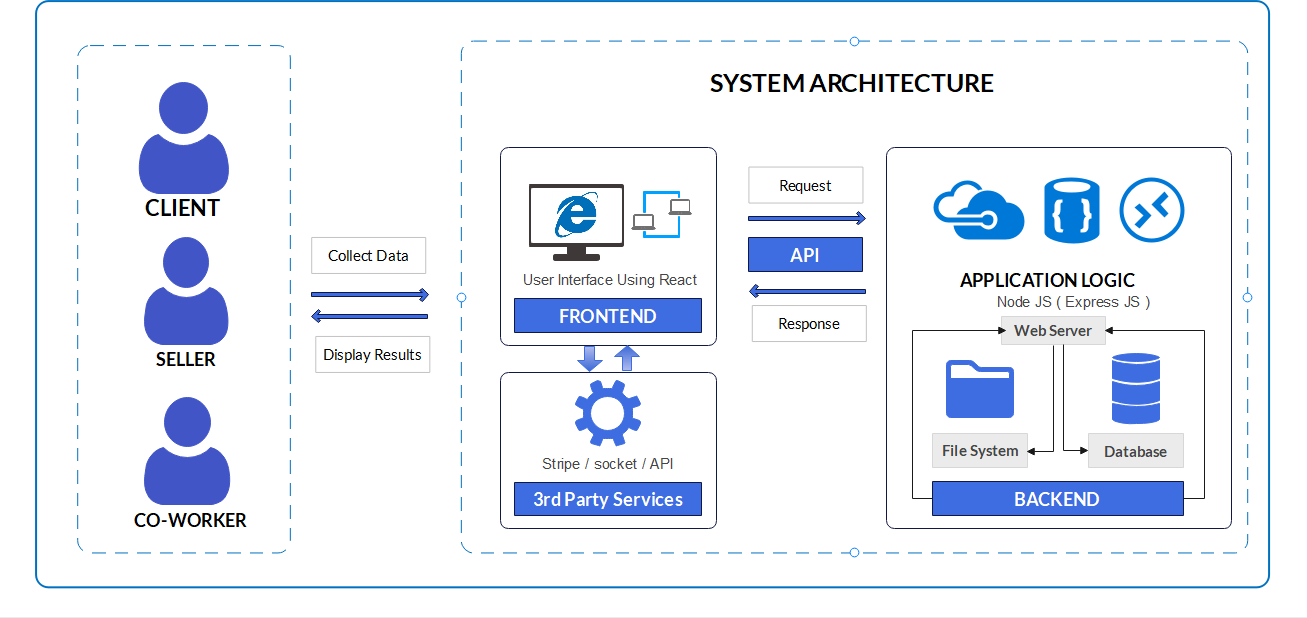 SYSTEM ARCHITECTURE
CLIENT
SELLER
CO-WORKER
Collect Data
Display Results
User Interface Using React
FRONTEND
Stripe / socket / API
3rd Party Services
Request
API
Response
APPLICATION LOGIC
Node JS ( Express JS )
Web Server
File System
Database
BACKEND